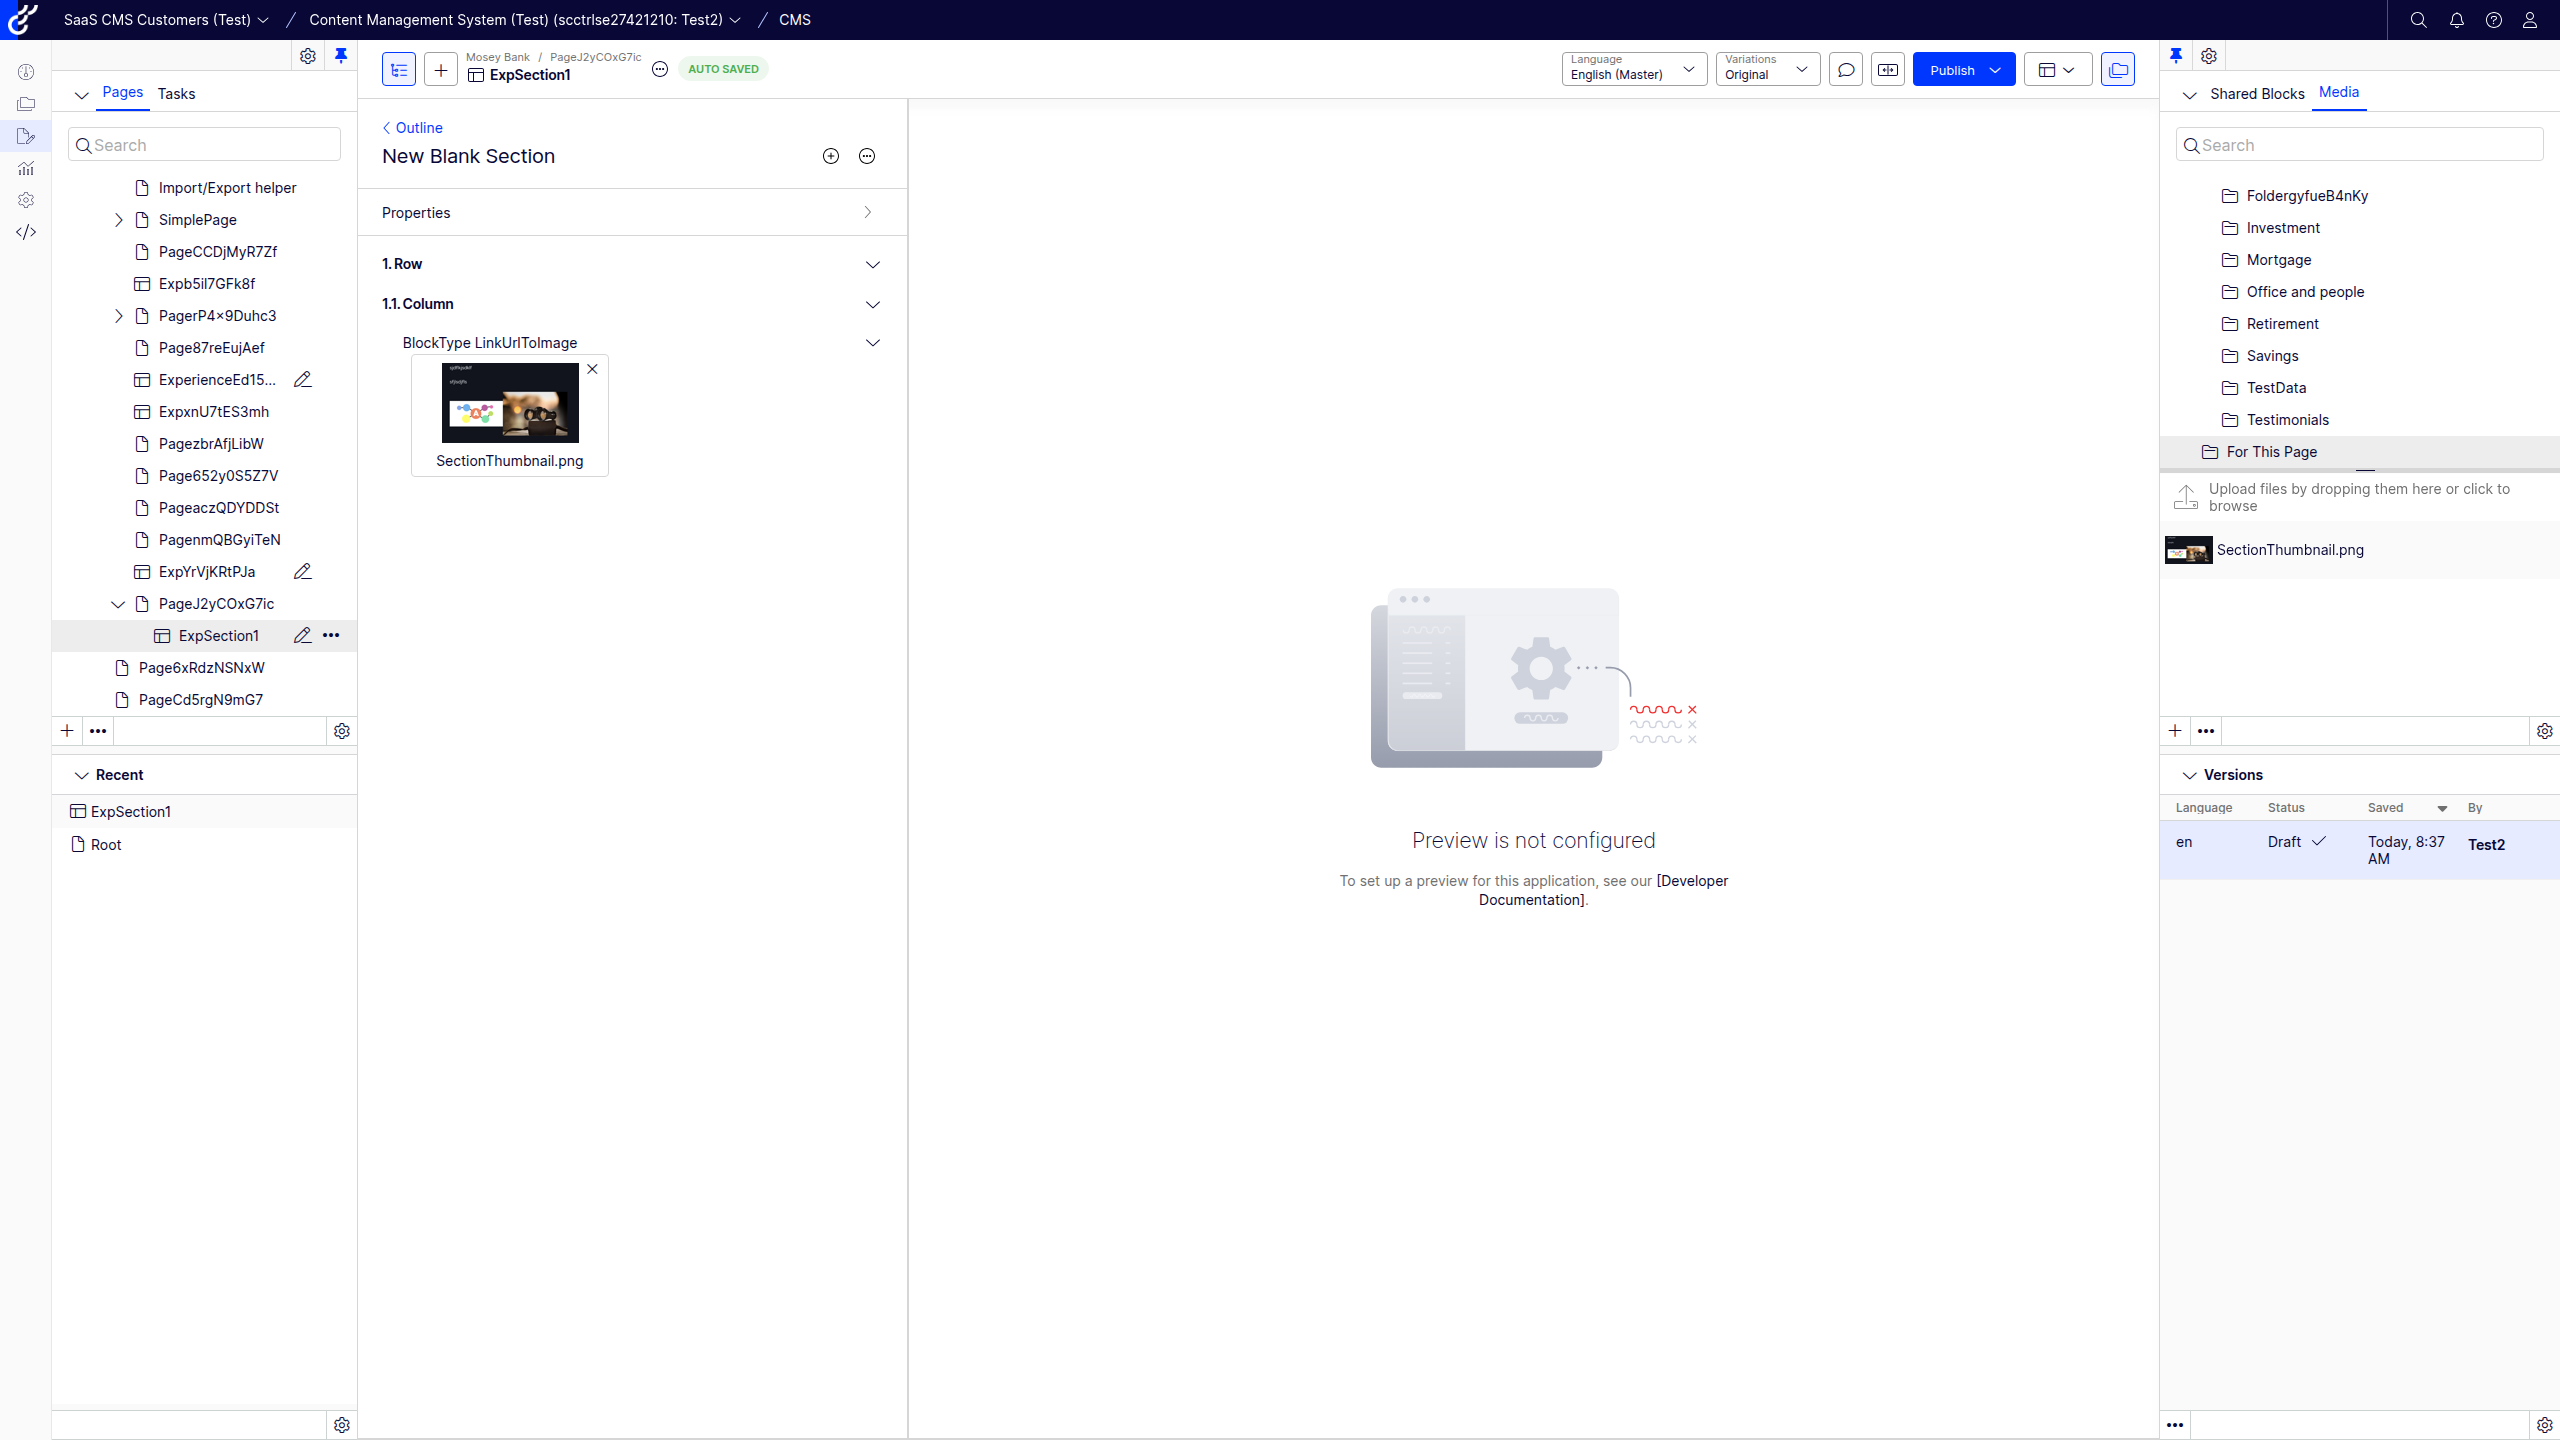 SaaS CMS Customers (Test) / Content Management System (Test) (scctrlse27421210: Test2) / CMS
Pages Tasks
Search
Import/Export helper
SimplePage
PageCCDjMyR7Zf
Expb5il7GFk8f
PagerP4x9Duhc3
Page87reEujAef
ExperienceEd15...
ExpxnU7tES3mh
PagezbrAfjLibW
Page652y0S5Z7V
PageaczQDYDDSt
PagenmQBGyiTeN
ExpYrVjKRtPJa
PageJ2yCOxG7ic
ExpSection1
Page6xRdzNSNxW
PageCd5rgN9mG7
Recent
ExpSection1
Root
Mosey Bank / PageJ2yCOxG7ic
ExpSection1
AUTO SAVED
Language
English (Master)
Variations
Original
Publish
Outline
New Blank Section
Properties
1. Row
1.1. Column
BlockType LinkUrlToImage
SectionThumbnail.png
Preview is not configured
To set up a preview for this application, see our [Developer
Documentation].
Shared Blocks Media
Search
FoldergyfueB4nKy
Investment
Mortgage
Office and people
Retirement
Savings
TestData
Testimonials
For This Page
Upload files by dropping them here or click to
browse
SectionThumbnail.png
Versions
Language Status Saved By
en Draft Today, 8:37 Test2
AM